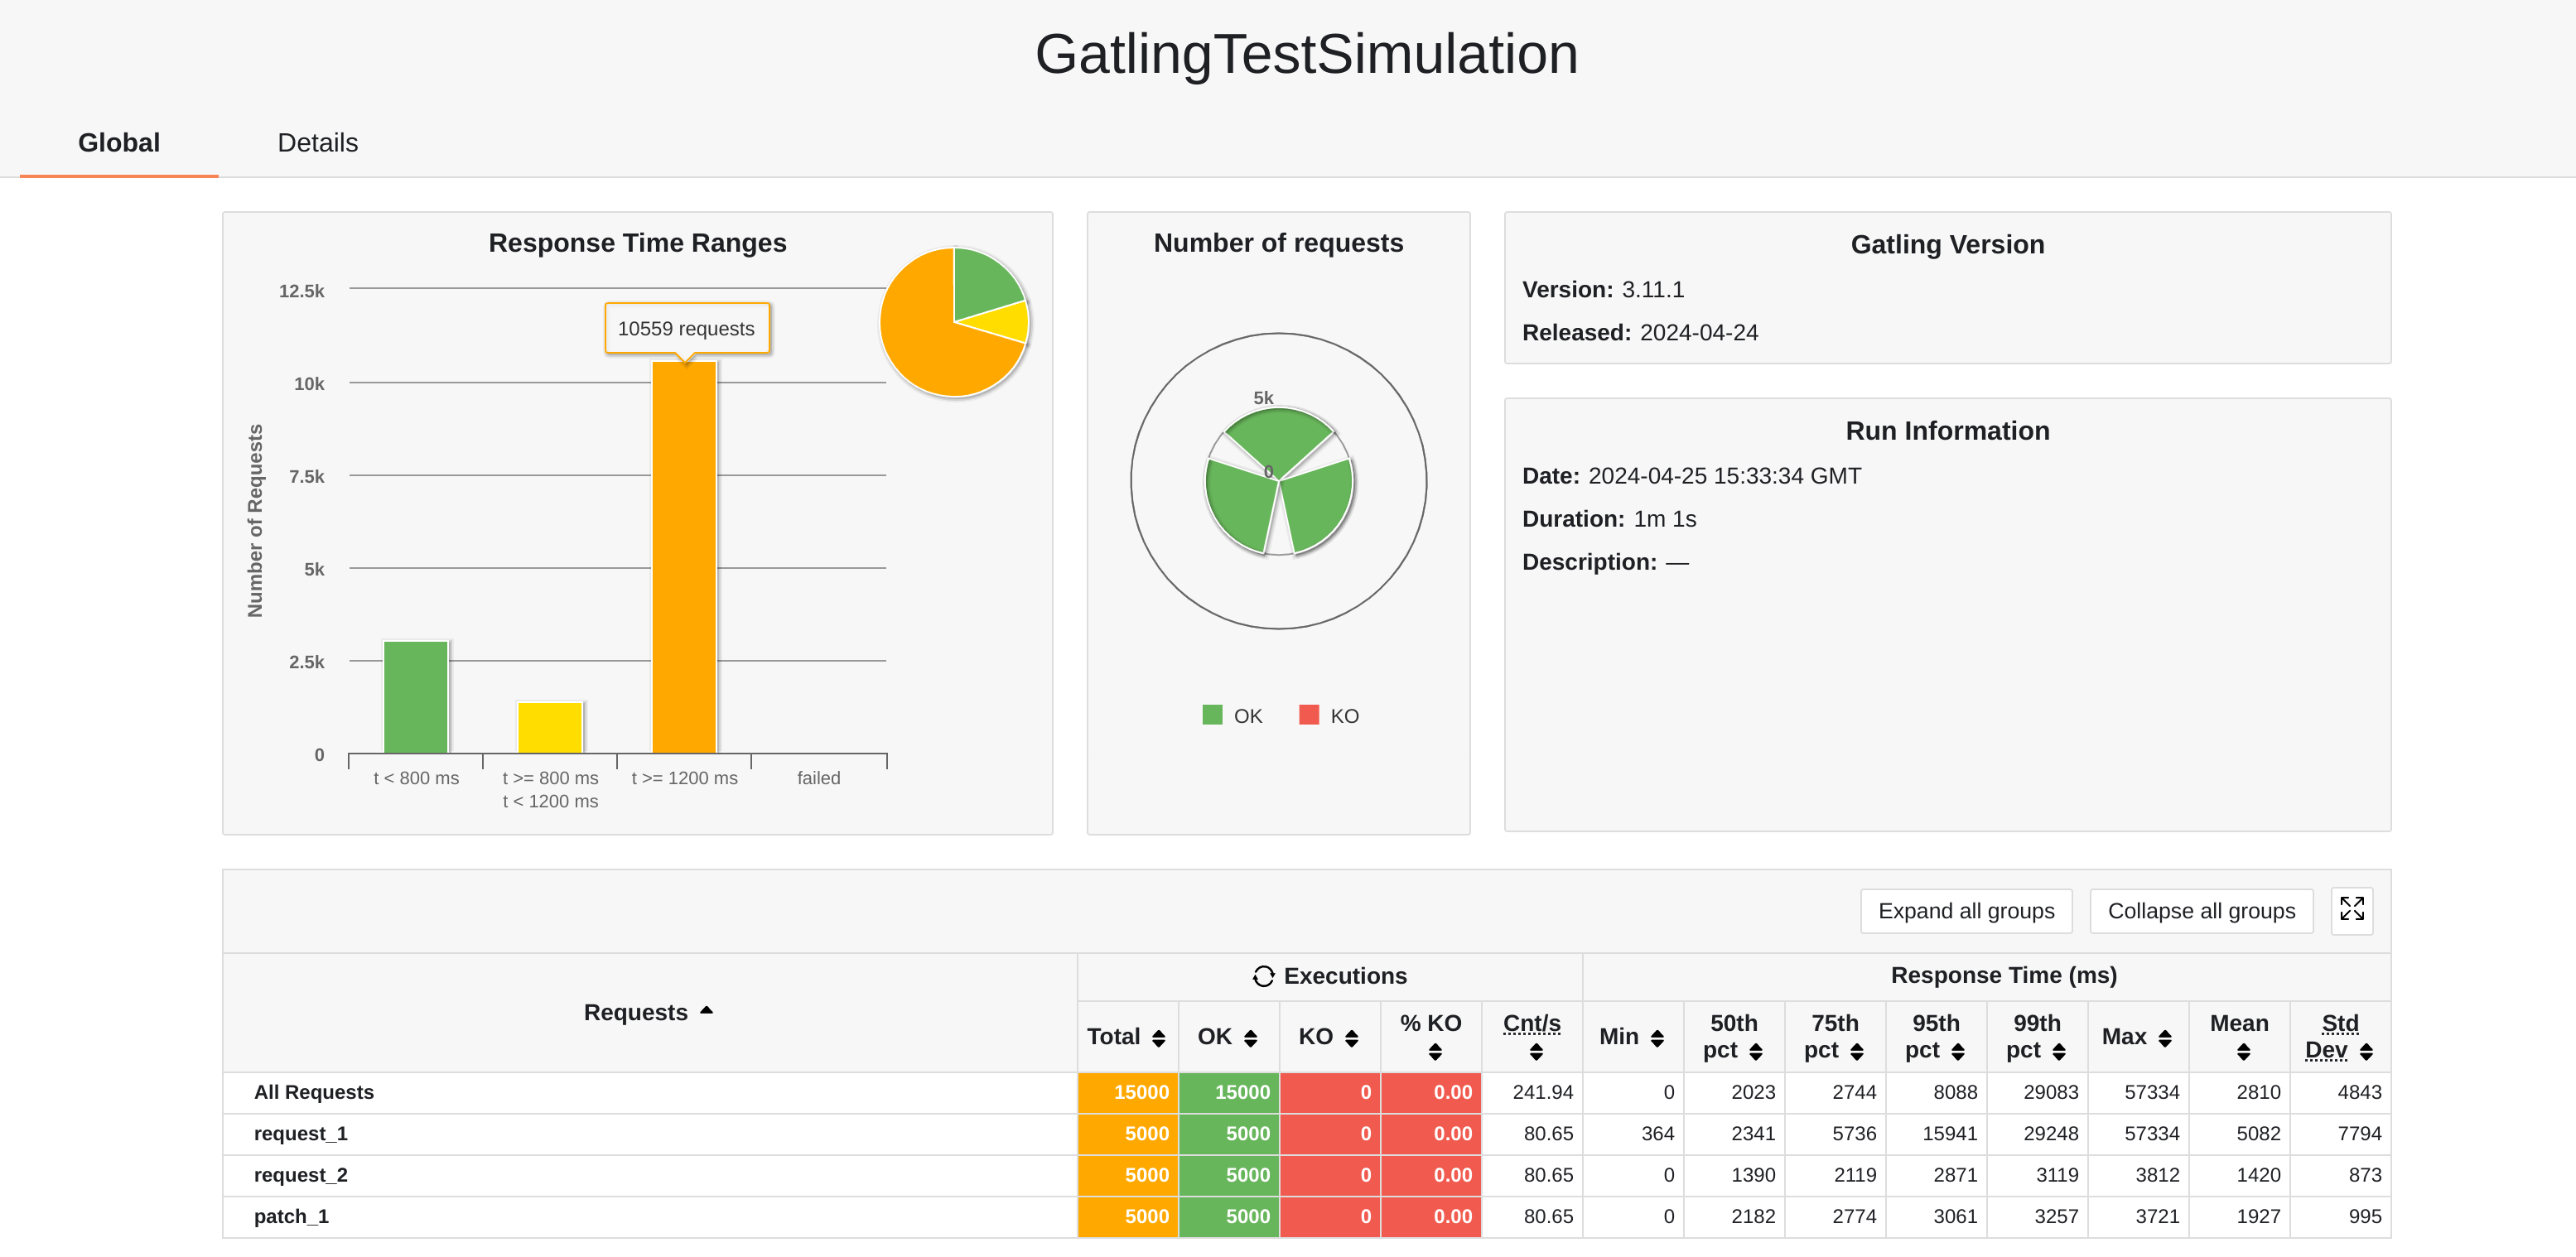 GatlingTestSimulation
Global
Details
Response Time Ranges
Number of Requests
12.5k
10k
7.5k
5k
2.5k
0
10559 requests
t < 800 ms
t >= 800 ms
t < 1200 ms
t >= 1200 ms
failed
Number of requests
5k
0
OK
KO
Gatling Version
Version: 3.11.1
Released: 2024-04-24
Run Information
Date: 2024-04-25 15:33:34 GMT
Duration: 1m 1s
Description: —
Expand all groups
Collapse all groups
Requests
Executions
Response Time (ms)
Total OK KO % KO Cnt/s Min 50th pct 75th pct 95th pct 99th pct Max Mean Std Dev
All Requests 15000 15000 0 0.00 241.94 0 2023 2744 8088 29083 57334 2810 4843
request_1 5000 5000 0 0.00 80.65 364 2341 5736 15941 29248 57334 5082 7794
request_2 5000 5000 0 0.00 80.65 0 1390 2119 2871 3119 3812 1420 873
patch_1 5000 5000 0 0.00 80.65 0 2182 2774 3061 3257 3721 1927 995